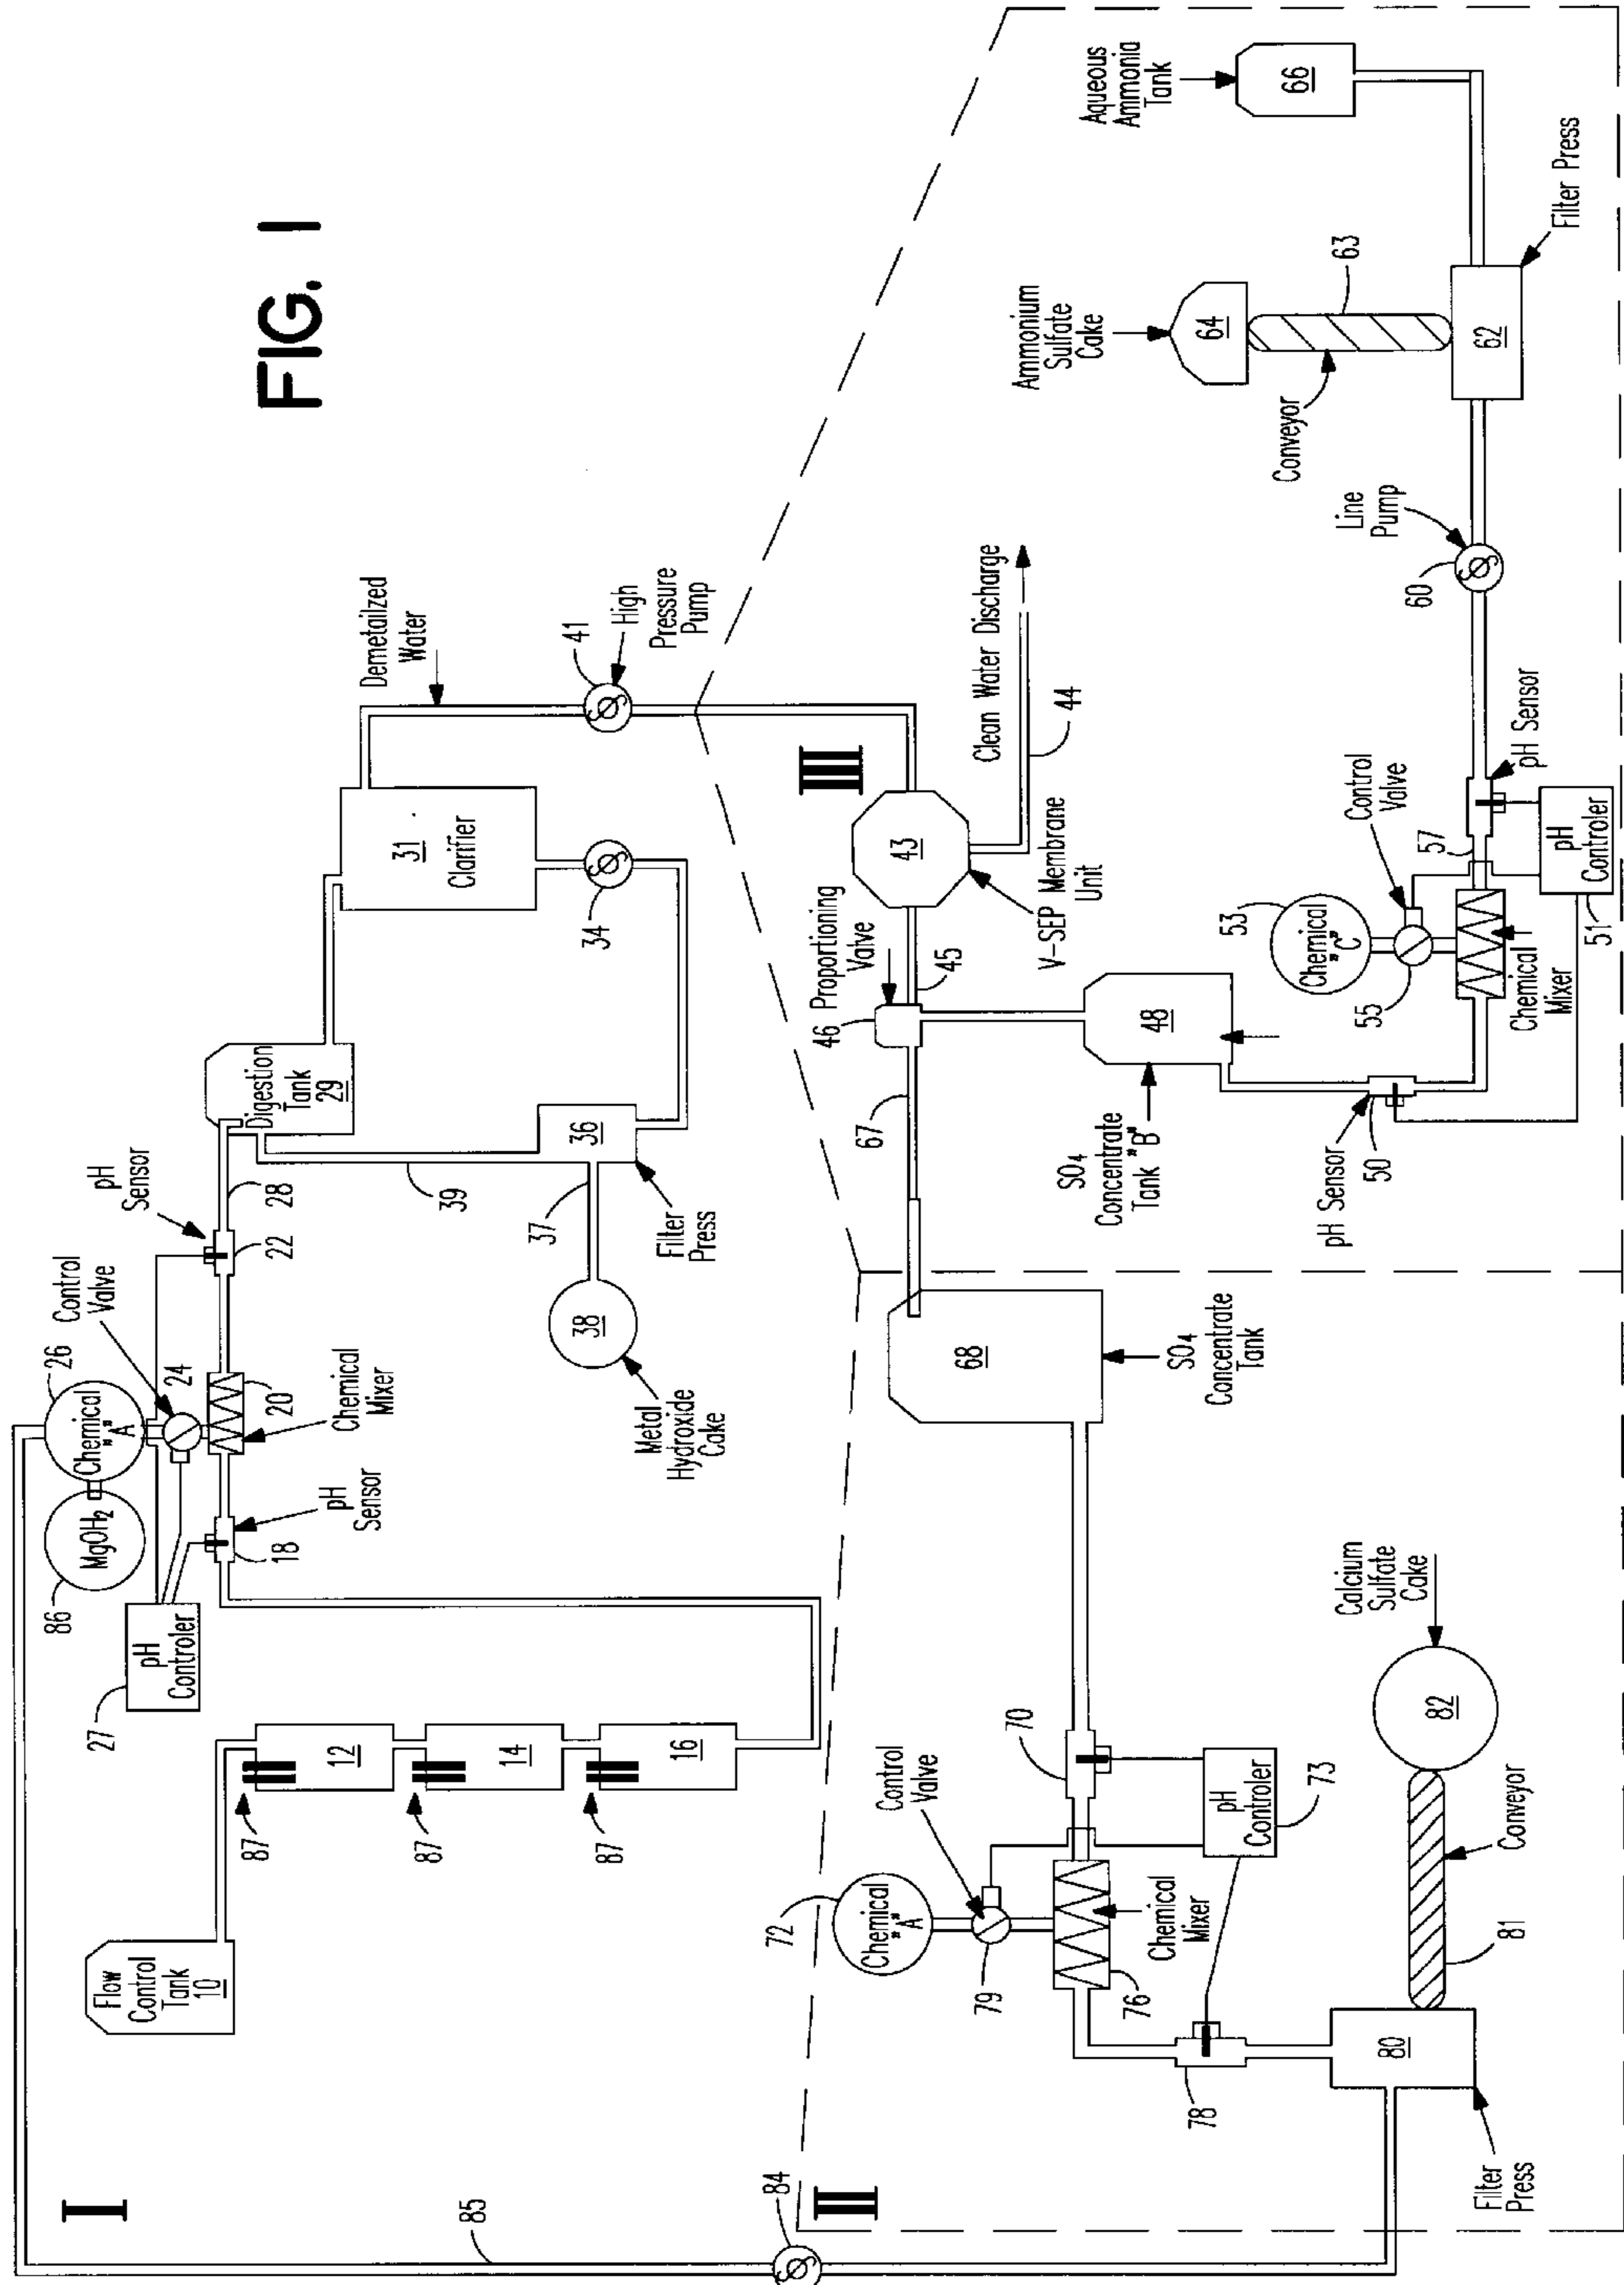 FIG. 1
I
Flow
Control
Tank
10
12
14
16
87
87
87
27
pH
Controler
18
pH
Sensor
86
MgOH₂
26
Chemical
"A"
24
Control
Valve
20
Chemical
Mixer
22
pH
Sensor
28
Digestion
Tank
29
31
Clarifier
34
36
Filter
Press
37
38
Metal
Hydroxide
Cake
39
Demetailzed
Water
41
High
Pressure
Pump
85
84
III
43
V-SEP Membrane
Unit
Clean Water Discharge
44
45
46
Proportioning
Valve
67
48
SO₄
Concentrate
Tank "B"
pH Sensor
50
53
Chemical
"C"
55
Control
Valve
Chemical
Mixer
57
pH Sensor
pH
Controler
51
60
Line
Pump
62
Filter Press
63
Conveyor
64
Ammonium
Sulfate
Cake
66
Aqueous
Ammonia
Tank
II
68
SO₄
Concentrate
Tank
70
72
Chemical
"A"
79
Control
Valve
73
pH
Controler
76
Chemical
Mixer
78
80
Filter
Press
81
Conveyor
82
Calcium
Sulfate
Cake